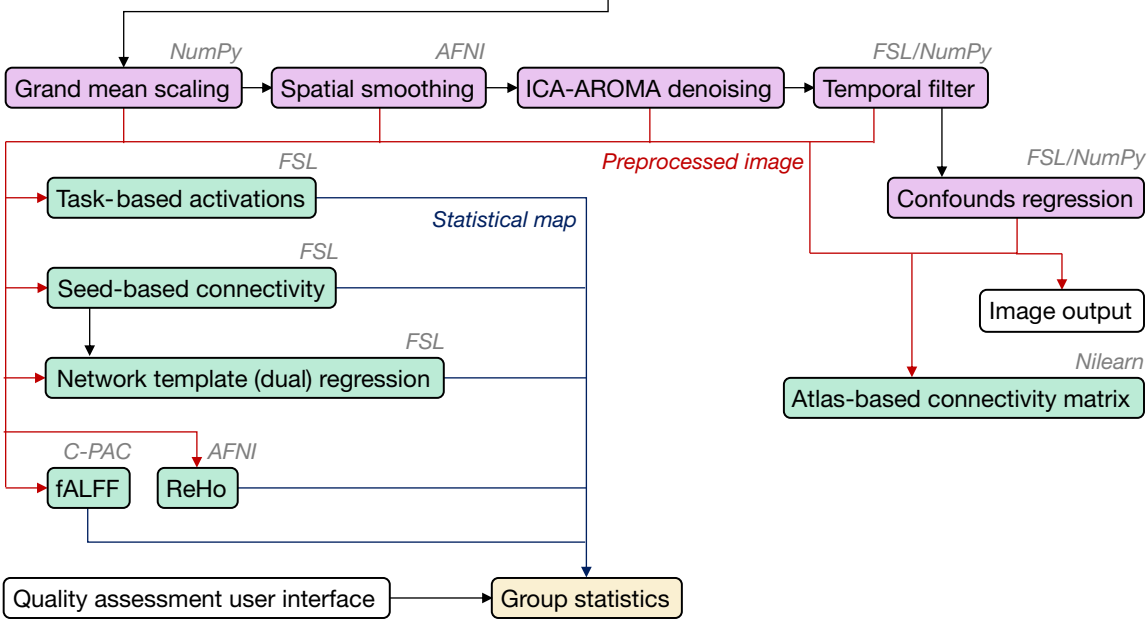 NumPy
AFNI
FSL/NumPy
Grand mean scaling
Spatial smoothing
ICA-AROMA denoising
Temporal filter
Preprocessed image
FSL/NumPy
Confounds regression
FSL
Task-based activations
Statistical map
FSL
Seed-based connectivity
Image output
FSL
Network template (dual) regression
Nilearn
Atlas-based connectivity matrix
C-PAC
AFNI
fALFF
ReHo
Quality assessment user interface
Group statistics